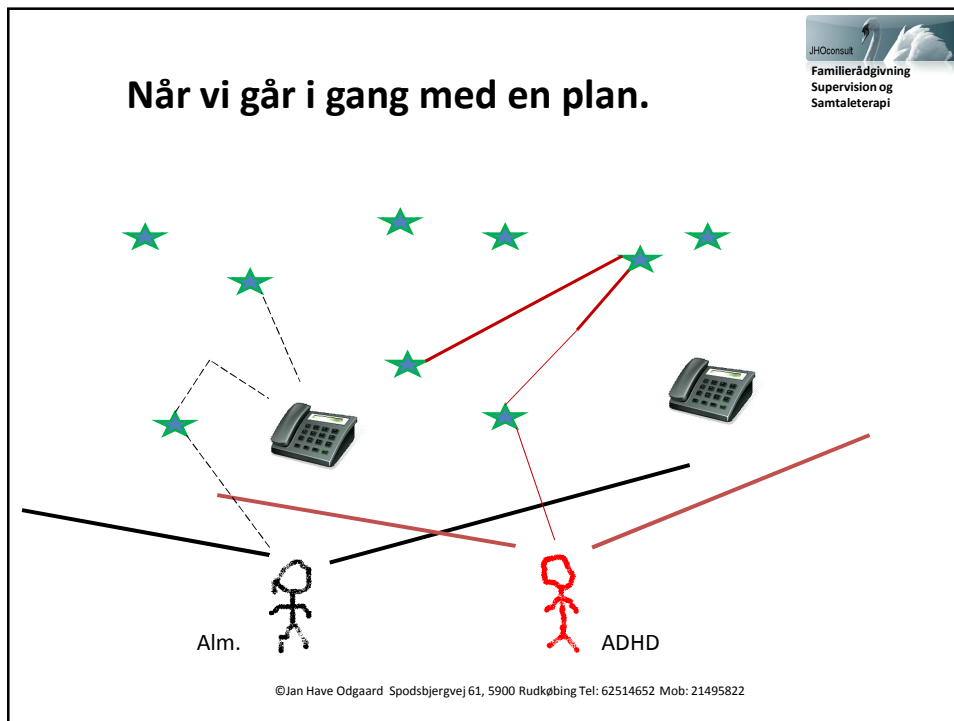 JHOconsult
Familierådgivning
Supervision og
Samtaleterapi
Når vi går i gang med en plan.
Alm.
ADHD
©Jan Have Odgaard Spodsbjergvej 61, 5900 Rudkøbing Tel: 62514652 Mob: 21495822